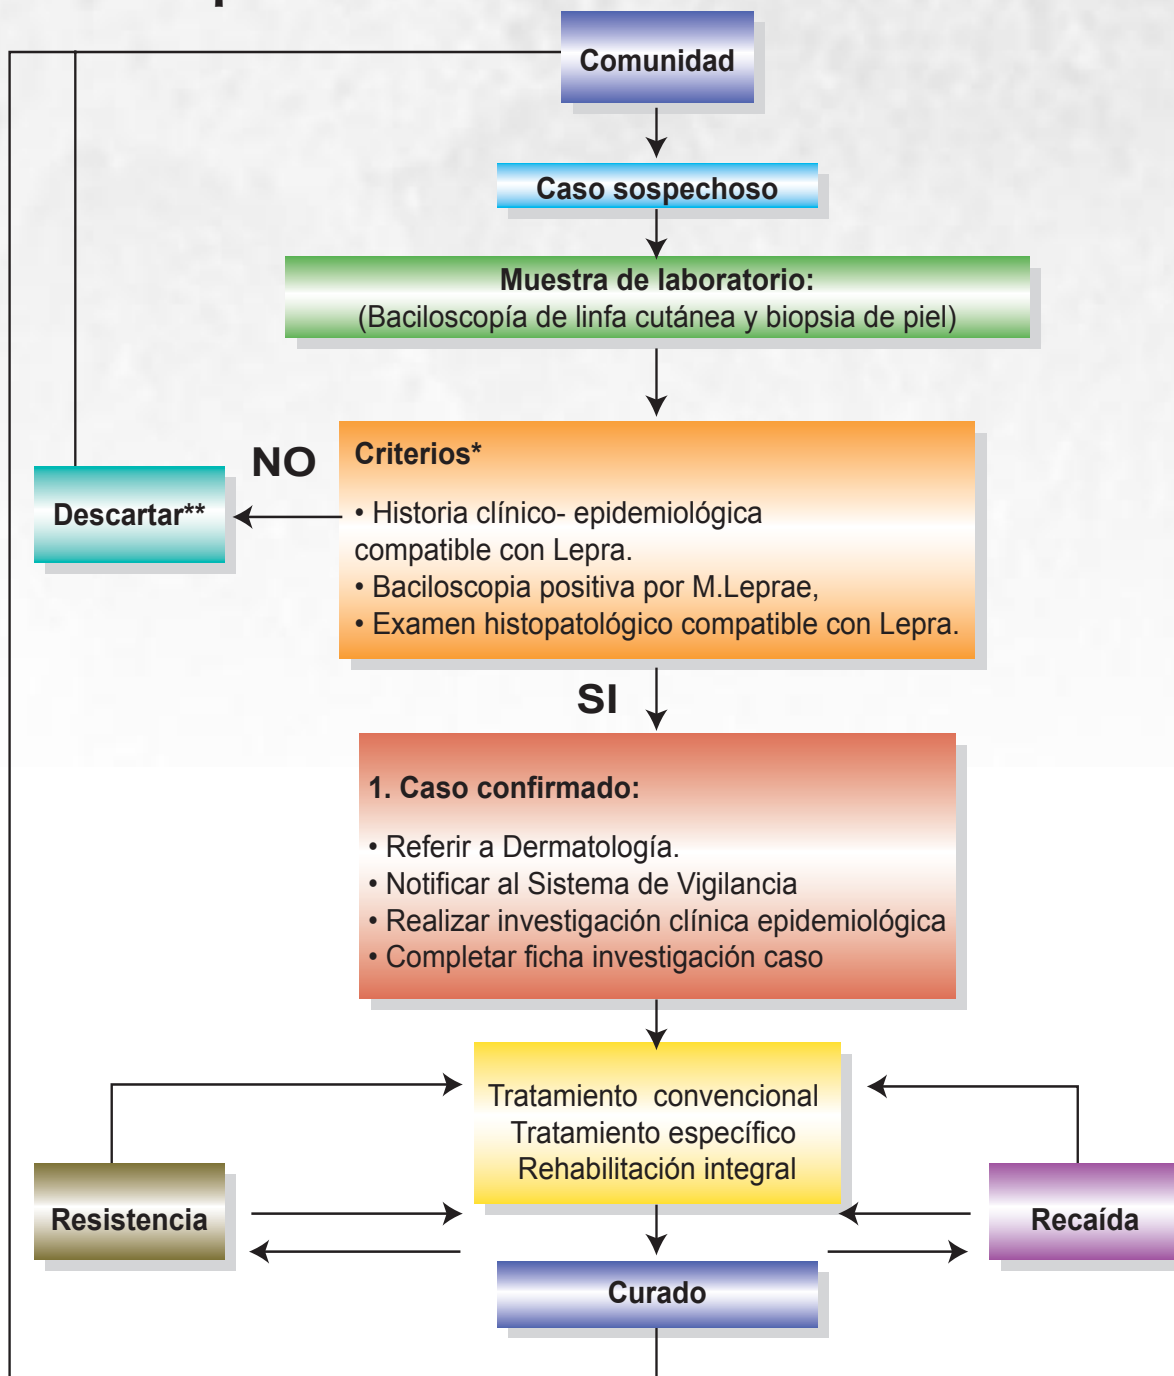 Comunidad
Caso sospechoso
Muestra de laboratorio:
(Baciloscopía de linfa cutánea y biopsia de piel)
NO
Descartar**
Criterios*
• Historia clínico- epidemiológica
compatible con Lepra.
• Baciloscopia positiva por M.Leprae,
• Examen histopatológico compatible con Lepra.
SI
1. Caso confirmado:
• Referir a Dermatología.
• Notificar al Sistema de Vigilancia
• Realizar investigación clínica epidemiológica
• Completar ficha investigación caso
Tratamiento convencional
Tratamiento específico
Rehabilitación integral
Resistencia
Recaída
Curado